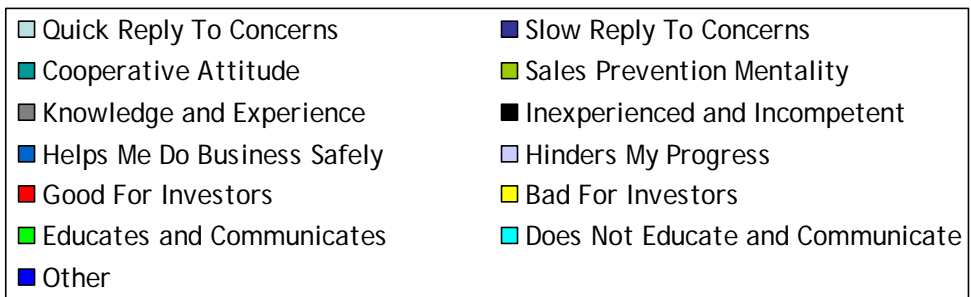 Quick Reply To Concerns
Slow Reply To Concerns
Cooperative Attitude
Sales Prevention Mentality
Knowledge and Experience
Inexperienced and Incompetent
Helps Me Do Business Safely
Hinders My Progress
Good For Investors
Bad For Investors
Educates and Communicates
Does Not Educate and Communicate
Other